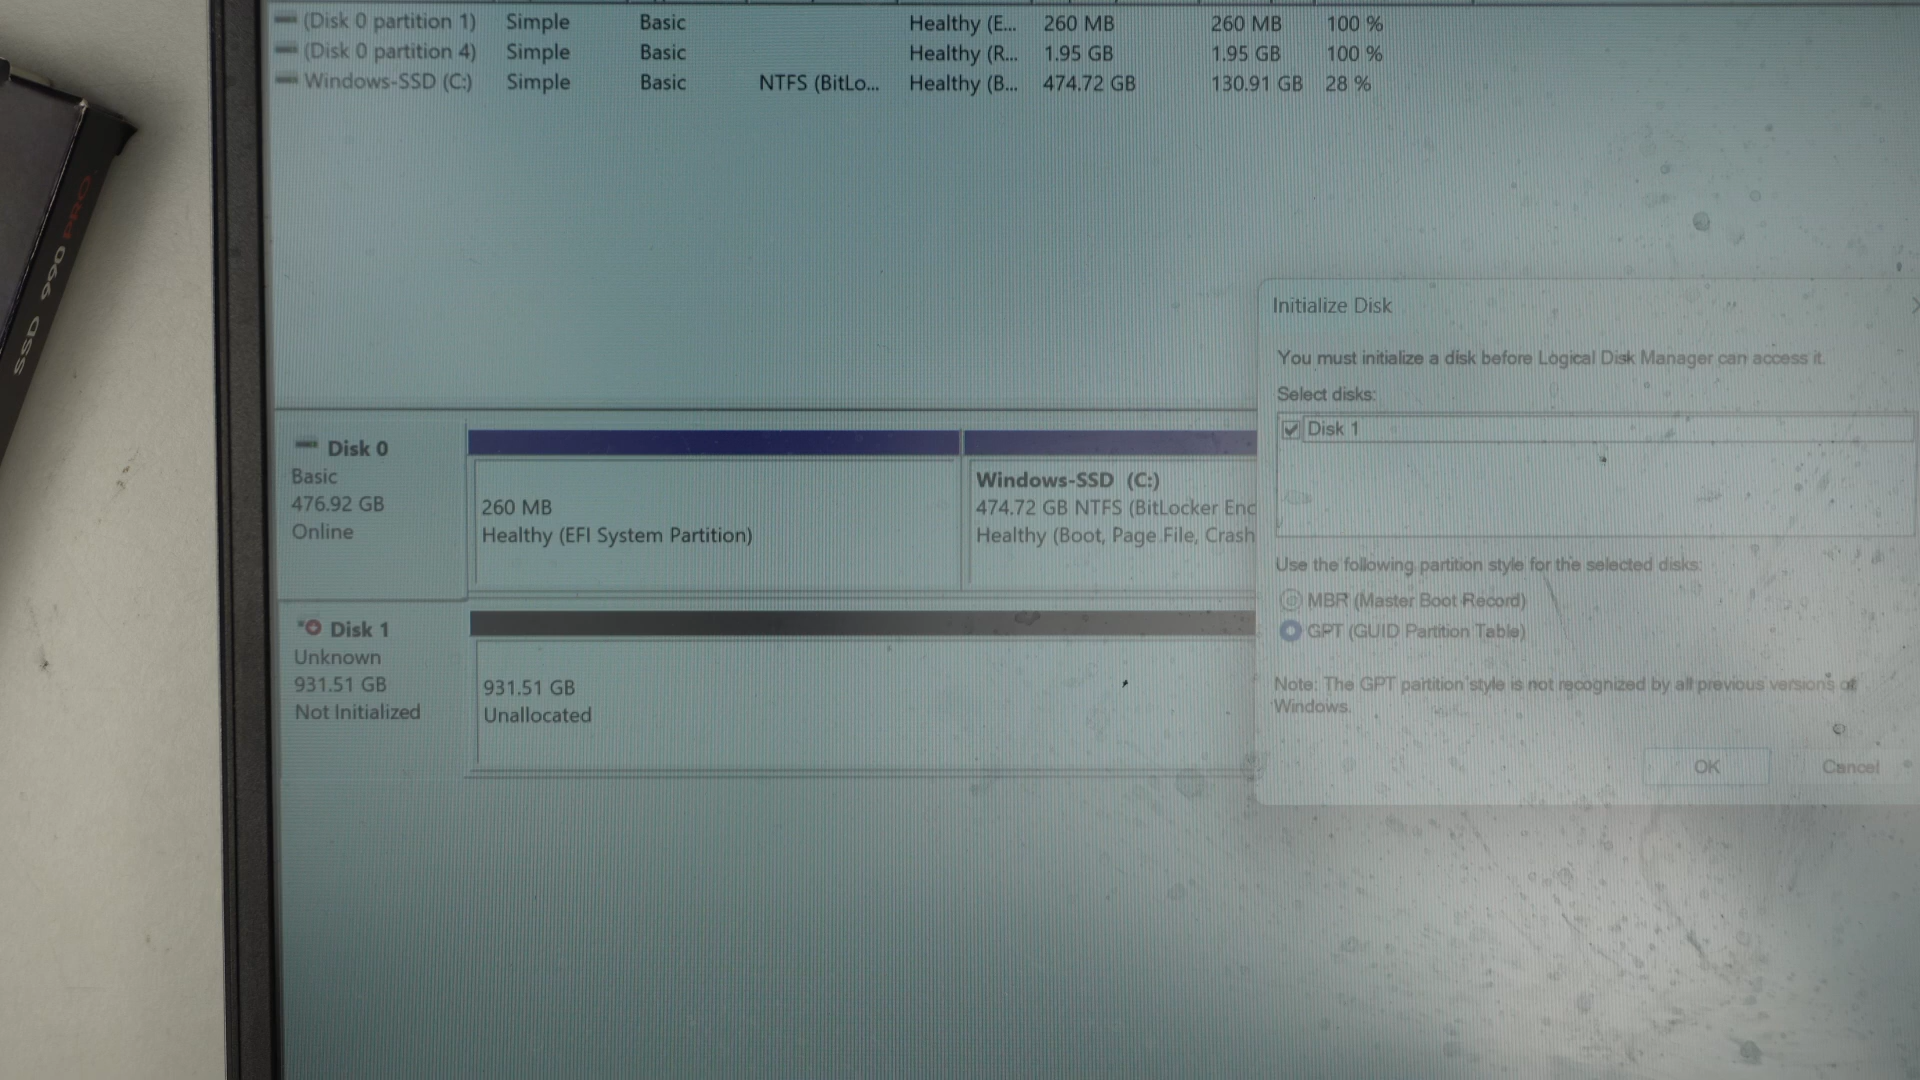 (Disk 0 partition 1) Simple Basic Healthy (E... 260 MB 260 MB 100 %
(Disk 0 partition 4) Simple Basic Healthy (R... 1.95 GB 1.95 GB 100 %
Windows-SSD (C:) Simple Basic NTFS (BitLo... Healthy (B... 474.72 GB 130.91 GB 28 %
SSD 990 PRO
Initialize Disk
You must initialize a disk before Logical Disk Manager can access it.
Select disks:
Disk 1
Use the following partition style for the selected disks:
MBR (Master Boot Record)
GPT (GUID Partition Table)
Note: The GPT partition style is not recognized by all previous versions of
Windows.
OK Cancel
Disk 0
Basic
476.92 GB
Online
260 MB
Healthy (EFI System Partition)
Windows-SSD (C:)
474.72 GB NTFS (BitLocker Enc
Healthy (Boot, Page File, Crash
Disk 1
Unknown
931.51 GB
Not Initialized
931.51 GB
Unallocated